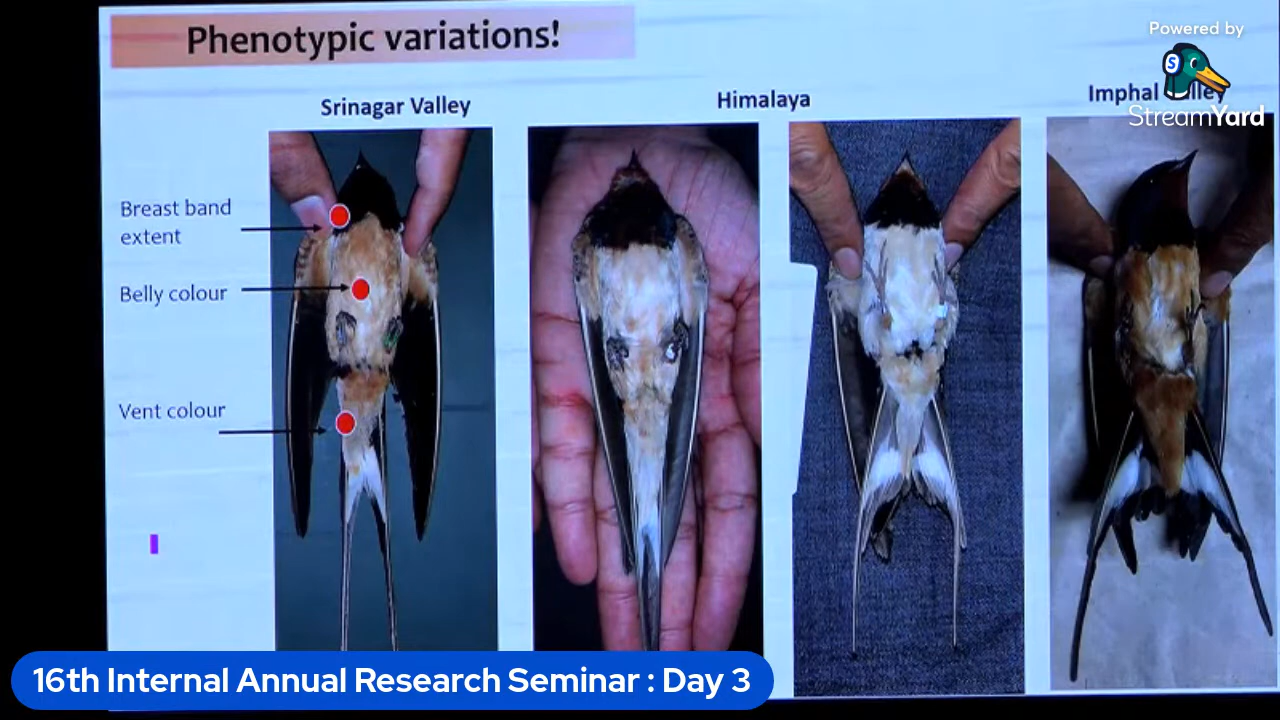 Phenotypic variations!
Powered by
S
StreamYard
Srinagar Valley
Himalaya
Imphal Valley
Breast band
extent
Belly colour
Vent colour
16th Internal Annual Research Seminar : Day 3